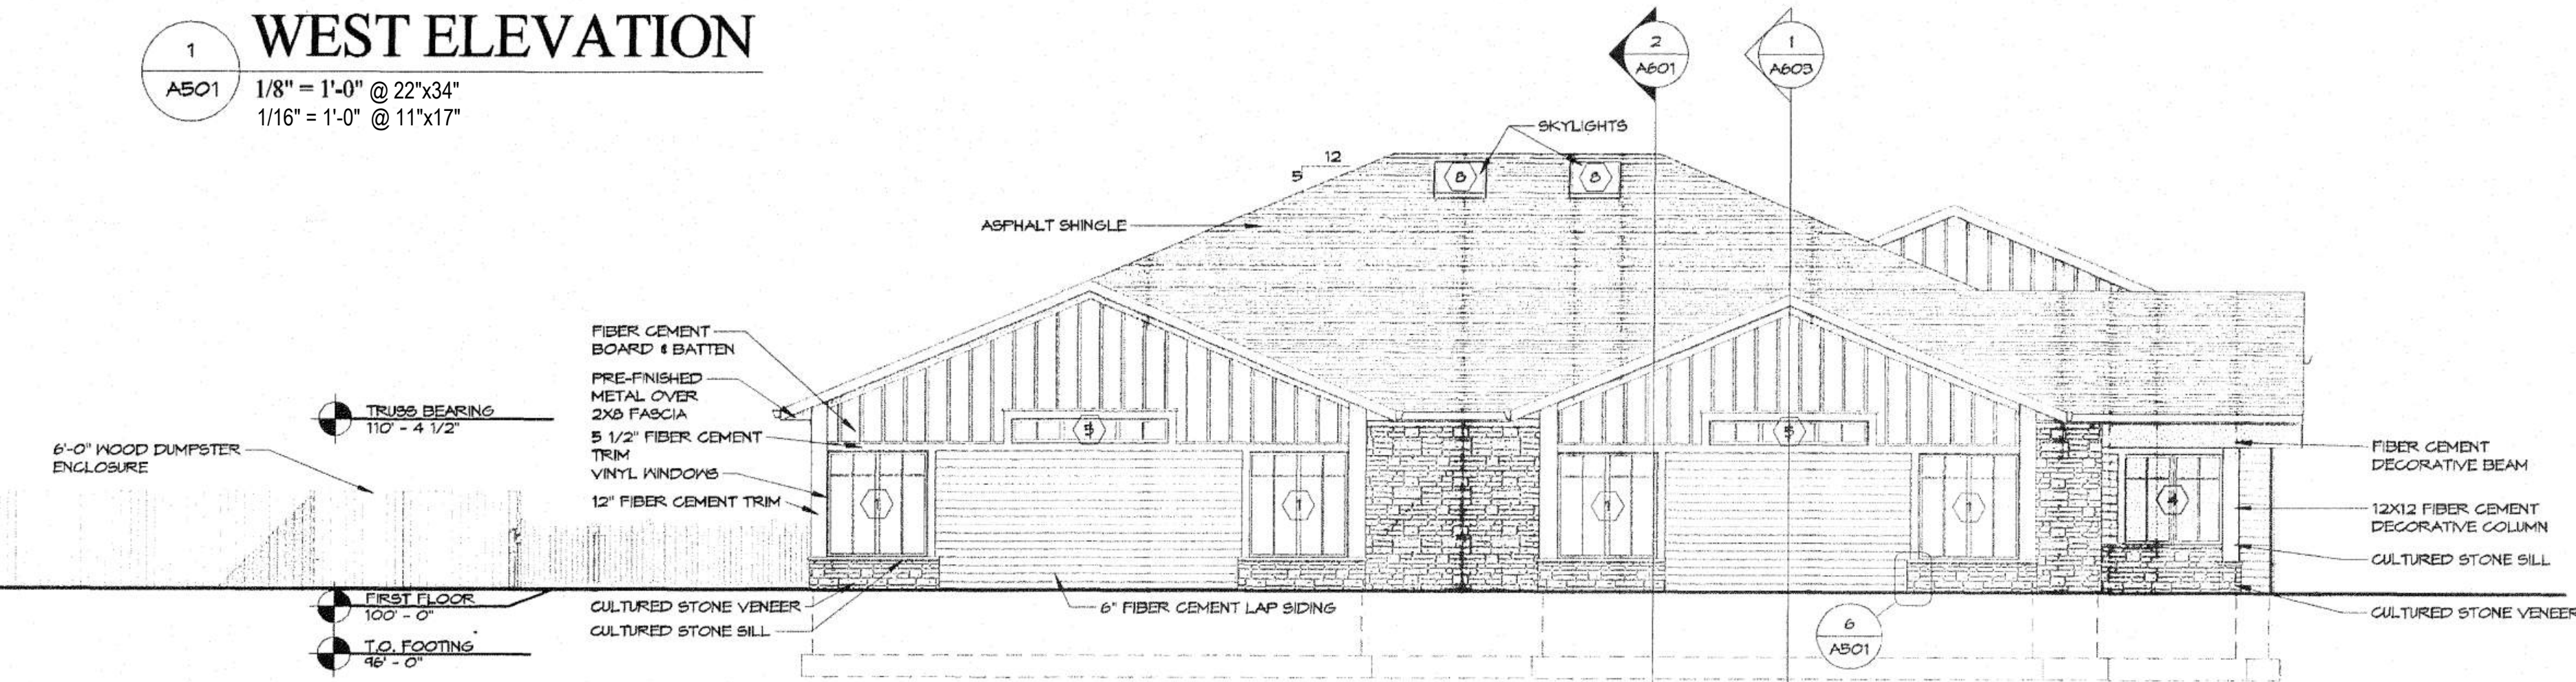 1
A501
WEST ELEVATION
1/8" = 1'-0" @ 22"x34"
1/16" = 1'-0" @ 11"x17"
2
A601
1
A603
SKYLIGHTS
12
5
8
8
ASPHALT SHINGLE
FIBER CEMENT
BOARD & BATTEN
PRE-FINISHED
METAL OVER
2X8 FASCIA
5 1/2" FIBER CEMENT
TRIM
VINYL WINDOWS
12" FIBER CEMENT TRIM
TRUSS BEARING
110' - 4 1/2"
6'-0" WOOD DUMPSTER
ENCLOSURE
5
5
1
1
1
1
4
FIBER CEMENT
DECORATIVE BEAM
12X12 FIBER CEMENT
DECORATIVE COLUMN
CULTURED STONE SILL
CULTURED STONE VENEER
FIRST FLOOR
100' - 0"
T.O. FOOTING
96' - 0"
CULTURED STONE VENEER
CULTURED STONE SILL
6" FIBER CEMENT LAP SIDING
6
A501